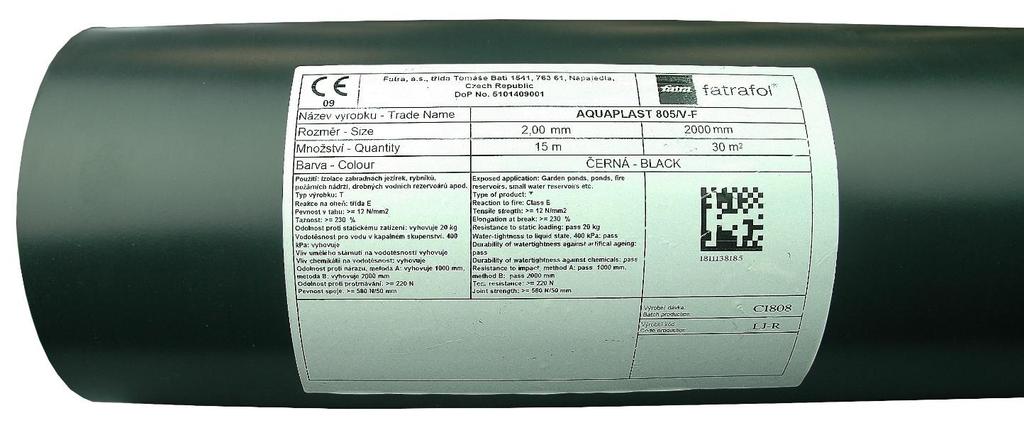 CE
09
Fatra, a.s., třída Tomáše Bati 1541, 763 61, Napajedla,
Czech Republic
DoP No. 5101409001
fatra fatrafol®
Název výrobku - Trade Name AQUAPLAST 805/V-F
Rozměr - Size 2,00 mm 2000 mm
Množství - Quantity 15 m 30 m²
Barva - Colour ČERNÁ - BLACK
Použití: Izolace zahradních jezírek, rybníků,
požárních nádrží, drobných vodních rezervoárů apod.
Typ výrobku: T
Reakce na oheň: třída E
Pevnost v tahu: >= 12 N/mm2
Tažnost: >= 230 %
Odolnost proti statickému zatížení: vyhovuje 20 kg
Vodotěsnost pro vodu v kapalném skupenství, 400
kPa: vyhovuje
Vliv umělého stárnutí na vodotěsnosti vyhovuje
Vliv chemikálií na vodotěsnost: vyhovuje
Odolnost proti nárazu, metoda A: vyhovuje 1000 mm,
metoda B: vyhovuje 2000 mm
Odolnost proti protrhávání: >= 220 N
Pevnost spoje: >= 580 N/50 mm
Exposed application: Garden ponds, ponds, fire
reservoirs, small water reservoirs etc.
Type of product: T
Reaction to fire: Class E
Tensile stregth: >= 12 N/mm2
Elongation at break: >= 230 %
Resistance to static loading: pass 20 kg
Water-tightness to liquid state, 400 kPa: pass
Durability of watertightness against artifical ageing:
pass
Durability of watertightness against chemicals: pass
Resistance to impact, method A: pass 1000 mm,
method B: pass 2000 mm
Tear resistance: >= 220 N
Joint strength: >= 580 N/50 mm
1811138185
Výrobní dávka:
Batch production: C1808
Výrobní kód:
Code production: LJ-R